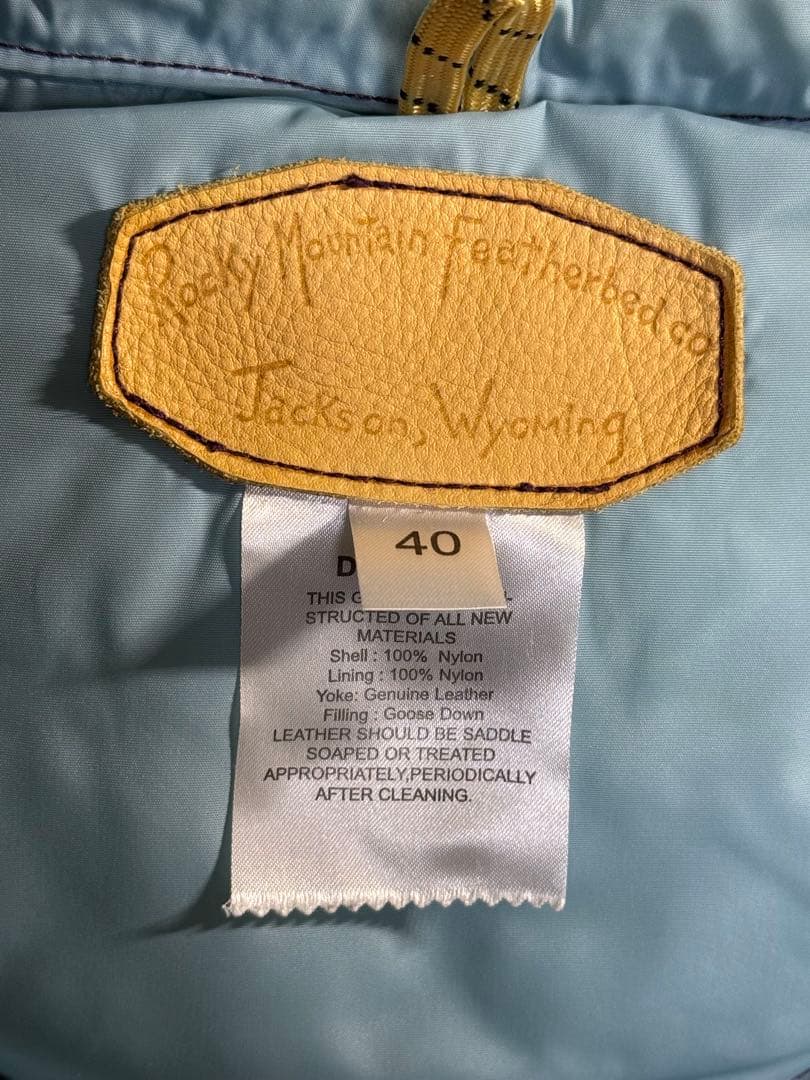 Rocky Mountain Featherbed co
Jackson, Wyoming
40
D
THIS G -
STRUCTED OF ALL NEW
MATERIALS
Shell : 100% Nylon
Lining : 100% Nylon
Yoke: Genuine Leather
Filling : Goose Down
LEATHER SHOULD BE SADDLE
SOAPED OR TREATED
APPROPRIATELY,PERIODICALLY
AFTER CLEANING.